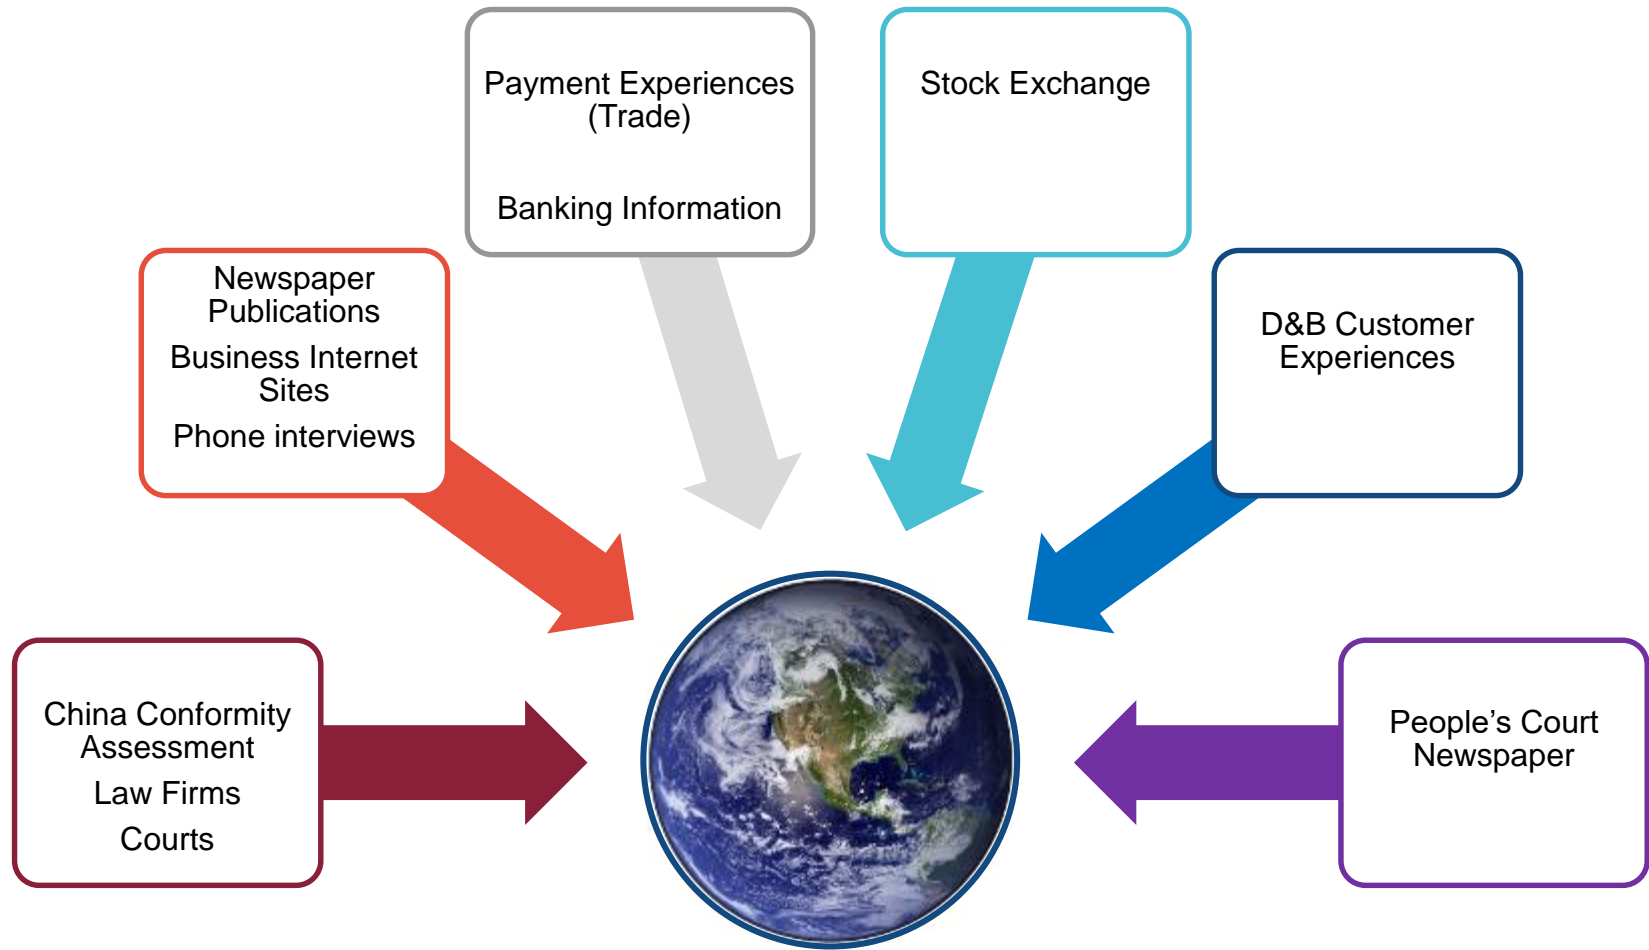 Payment Experiences
(Trade)
Banking Information
Stock Exchange
Newspaper
Publications
Business Internet
Sites
Phone interviews
D&B Customer
Experiences
China Conformity
Assessment
Law Firms
Courts
People’s Court
Newspaper